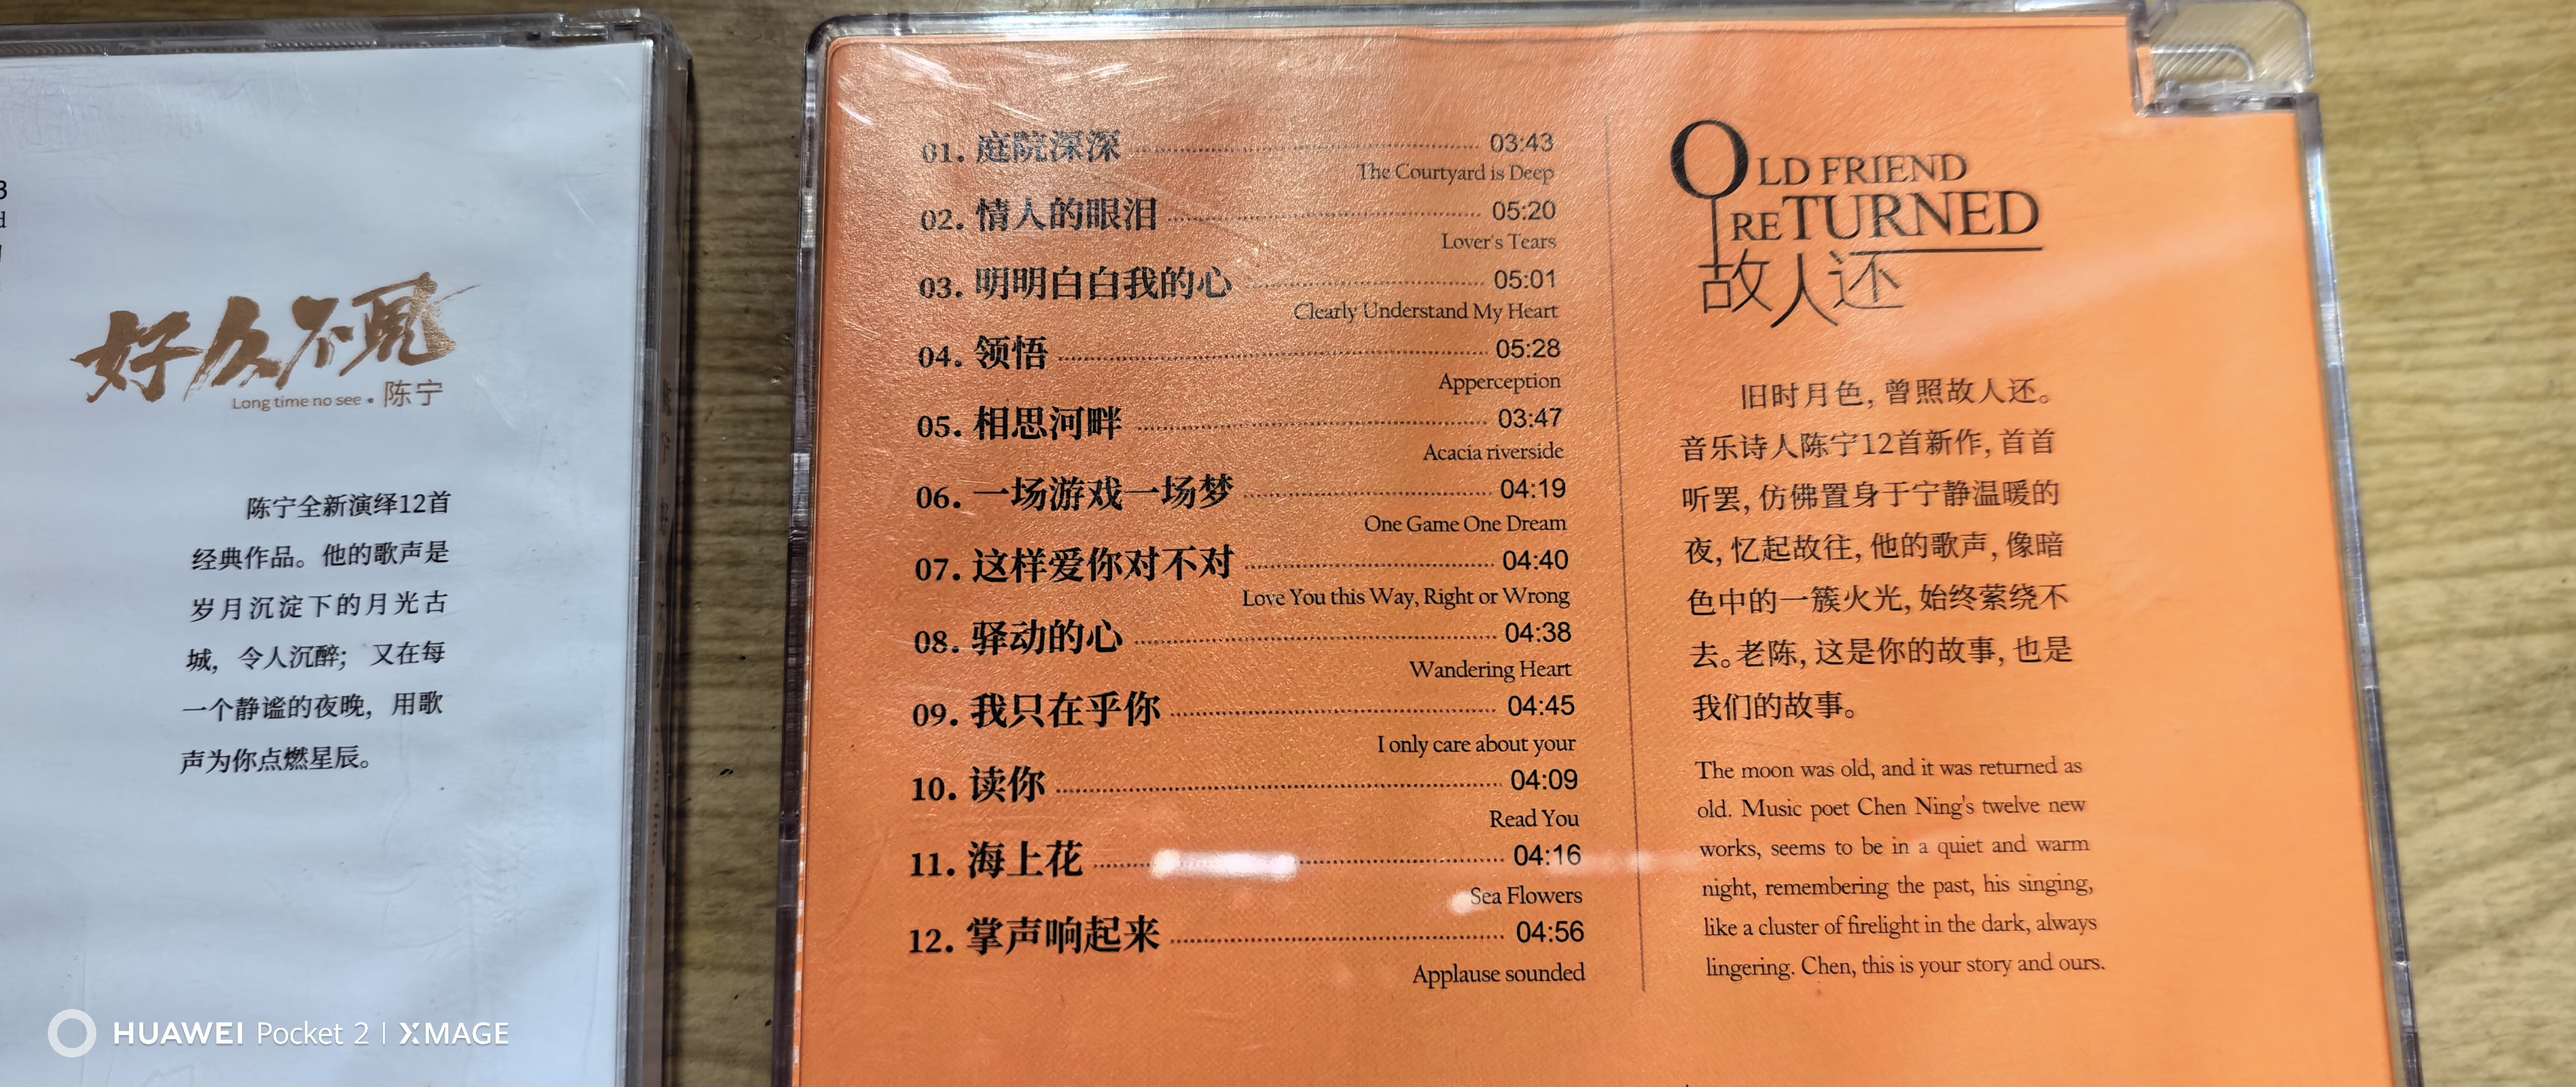 好久不见
Long time no see • 陈宁
陈宁全新演绎12首
经典作品。他的歌声是
岁月沉淀下的月光古
城，令人沉醉；又在每
一个静谧的夜晚，用歌
声为你点燃星辰。
01. 庭院深深 03:43
The Courtyard is Deep
02. 情人的眼泪 05:20
Lover's Tears
03. 明明白白我的心 05:01
Clearly Understand My Heart
04. 领悟 05:28
Apperception
05. 相思河畔 03:47
Acacia riverside
06. 一场游戏一场梦 04:19
One Game One Dream
07. 这样爱你对不对 04:40
Love You this Way, Right or Wrong
08. 驿动的心 04:38
Wandering Heart
09. 我只在乎你 04:45
I only care about your
10. 读你 04:09
Read You
11. 海上花 04:16
Sea Flowers
12. 掌声响起来 04:56
Applause sounded
OLD FRIEND
RETURNED
故人还
旧时月色，曾照故人还。
音乐诗人陈宁12首新作，首首
听罢，仿佛置身于宁静温暖的
夜，忆起故往，他的歌声，像暗
色中的一簇火光，始终萦绕不
去。老陈，这是你的故事，也是
我们的故事。
The moon was old, and it was returned as
old. Music poet Chen Ning's twelve new
works, seems to be in a quiet and warm
night, remembering the past, his singing,
like a cluster of firelight in the dark, always
lingering. Chen, this is your story and ours.
HUAWEI Pocket 2 | XMAGE